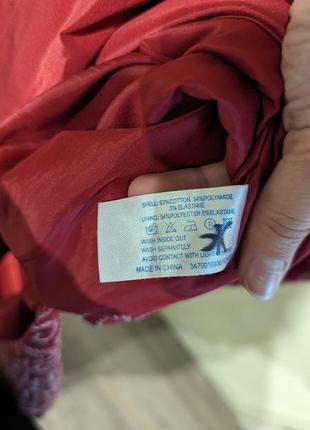 SHELL: 63%COTTON 34%POLYAMIDE
3% ELASTANE
LINING: 94%POLYESTER 6%ELASTANE
WASH INSIDE OUT
WASH SEPARATELY
AVOID CONTACT WITH LIGHT
MADE IN CHINA